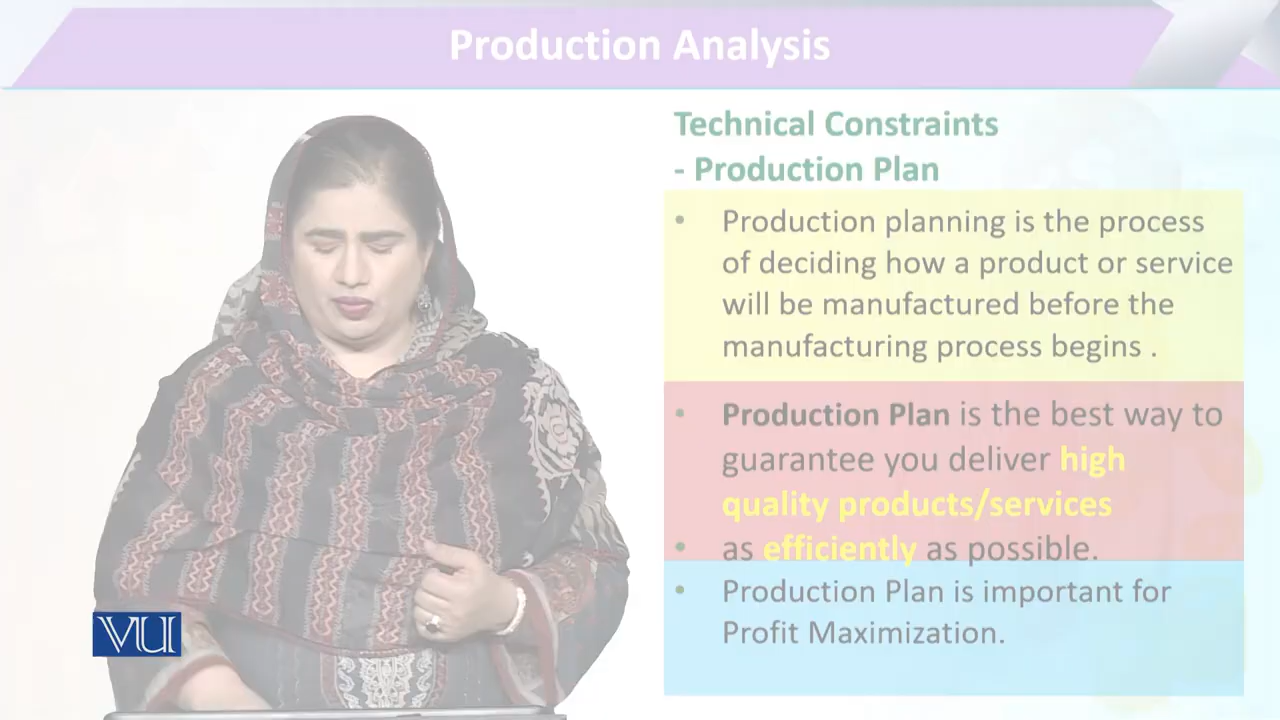 Production Analysis
Technical Constraints
- Production Plan
• Production planning is the process
of deciding how a product or service
will be manufactured before the
manufacturing process begins .
• Production Plan is the best way to
guarantee you deliver high
quality products/services
• as efficiently as possible.
• Production Plan is important for
Profit Maximization.
VU